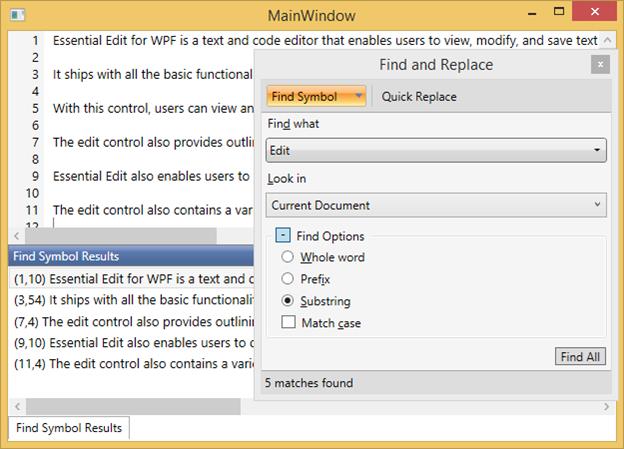 MainWindow
1 Essential Edit for WPF is a text and code editor that enables users to view, modify, and save text
2
3 It ships with all the basic functional
4
5 With this control, users can view an
6
7 The edit control also provides outli
8
9 Essential Edit also enables users to
10
11 The edit control also contains a var
12
Find Symbol Results
(1,10) Essential Edit for WPF is a text and c
(3,54) It ships with all the basic functionali
(7,4) The edit control also provides outlini
(9,10) Essential Edit also enables users to c
(11,4) The edit control also contains a vari
Find Symbol Results
Find and Replace
x
Find Symbol Quick Replace
Find what
Edit
Look in
Current Document
- Find Options
Whole word
Prefix
Substring
Match case
Find All
5 matches found